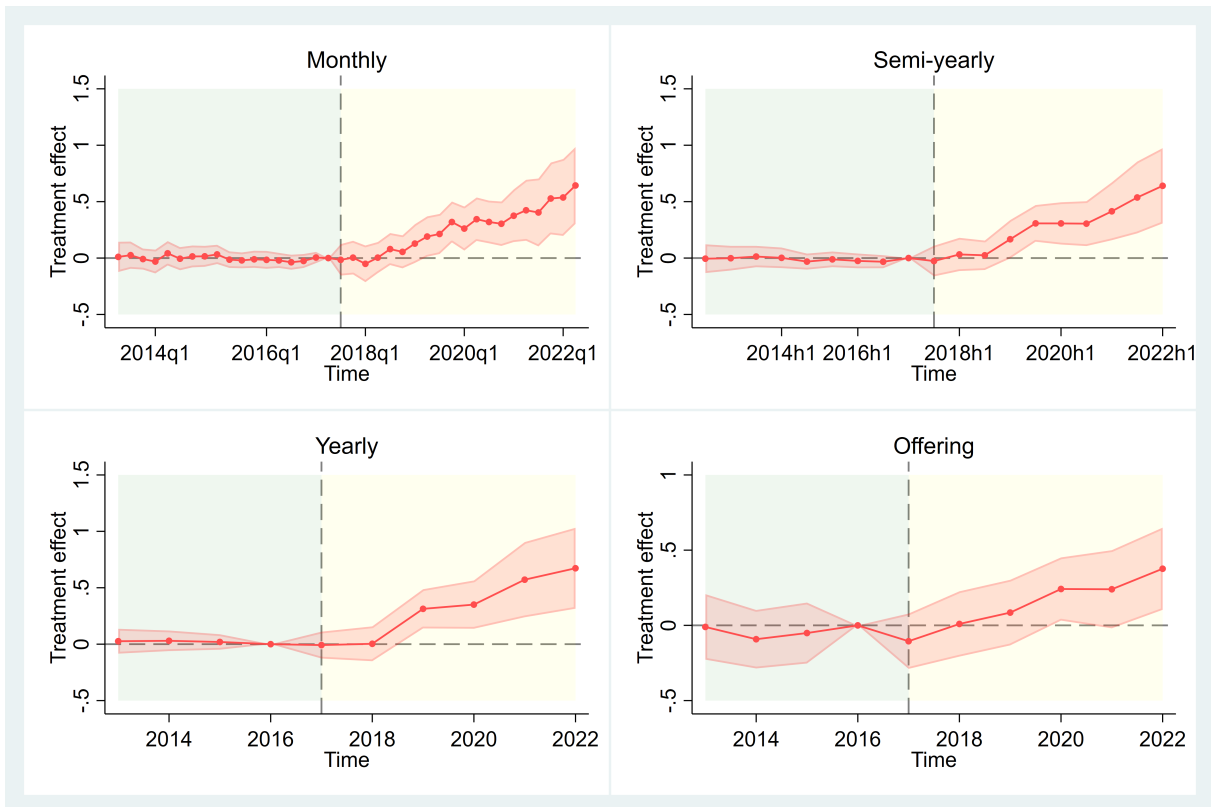 Monthly
Treatment effect
1.5
1
.5
0
-.5
2014q1 2016q1 2018q1 2020q1 2022q1
Time
Semi-yearly
Treatment effect
1.5
1
.5
0
-.5
2014h1 2016h1 2018h1 2020h1 2022h1
Time
Yearly
Treatment effect
1.5
1
.5
0
-.5
2014 2016 2018 2020 2022
Time
Offering
Treatment effect
1
.5
0
-.5
2014 2016 2018 2020 2022
Time